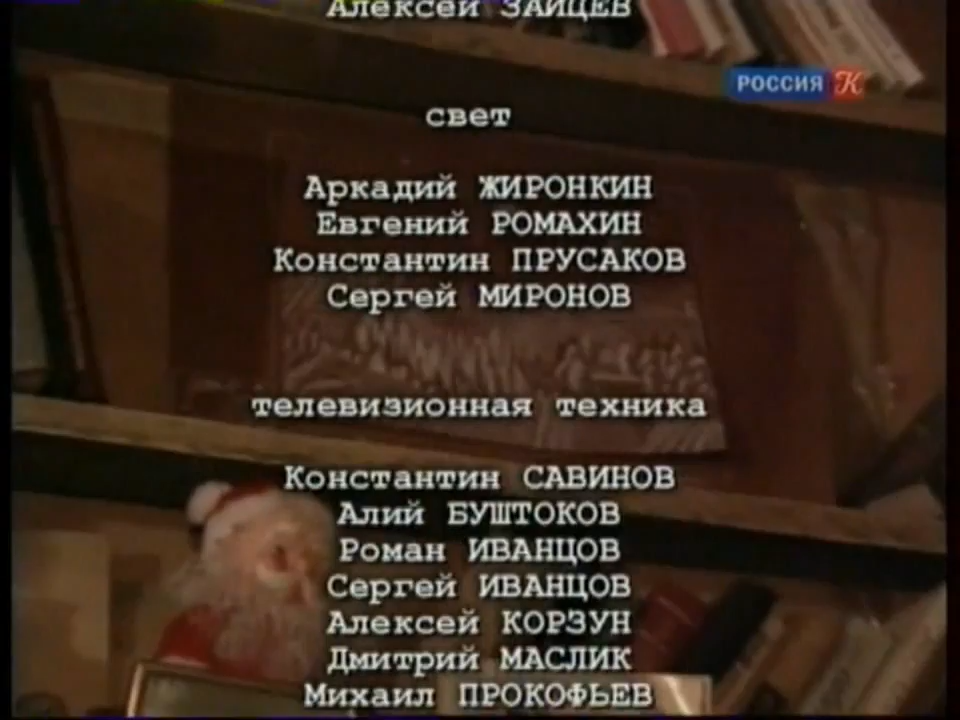 Алексей ЗАЙЦЕВ
РОССИЯ К
свет
Аркадий ЖИРОНКИН
Евгений РОМАХИН
Константин ПРУСАКОВ
Сергей МИРОНОВ
телевизионная техника
Константин САВИНОВ
Алий БУШТОКОВ
Роман ИВАНЦОВ
Сергей ИВАНЦОВ
Алексей КОРЗУН
Дмитрий МАСЛИК
Михаил ПРОКОФЬЕВ